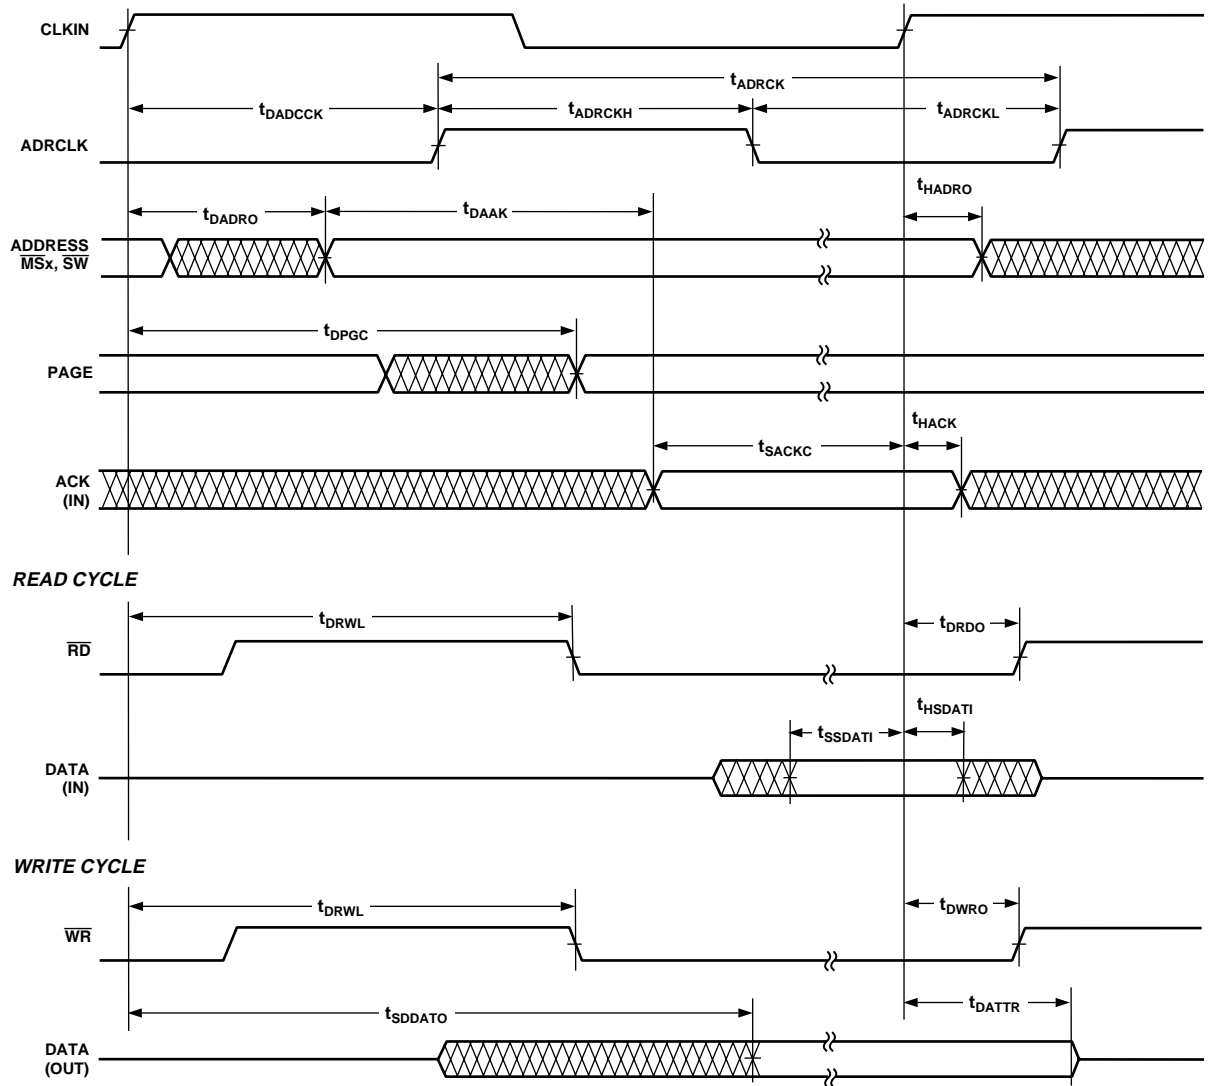 CLKIN
tADRCK
tDADCCK
tADRCKH
tADRCKL
ADRCLK
tHADRO
tDADRO
tDAAK
ADDRESS
MSx, SW
tDPGC
PAGE
tHACK
tSACKC
ACK
(IN)
READ CYCLE
tDRWL
tDRDO
RD
tHSDATI
tSSDATI
DATA
(IN)
WRITE CYCLE
tDRWL
tDWRO
WR
tDATTR
tSDDATO
DATA
(OUT)